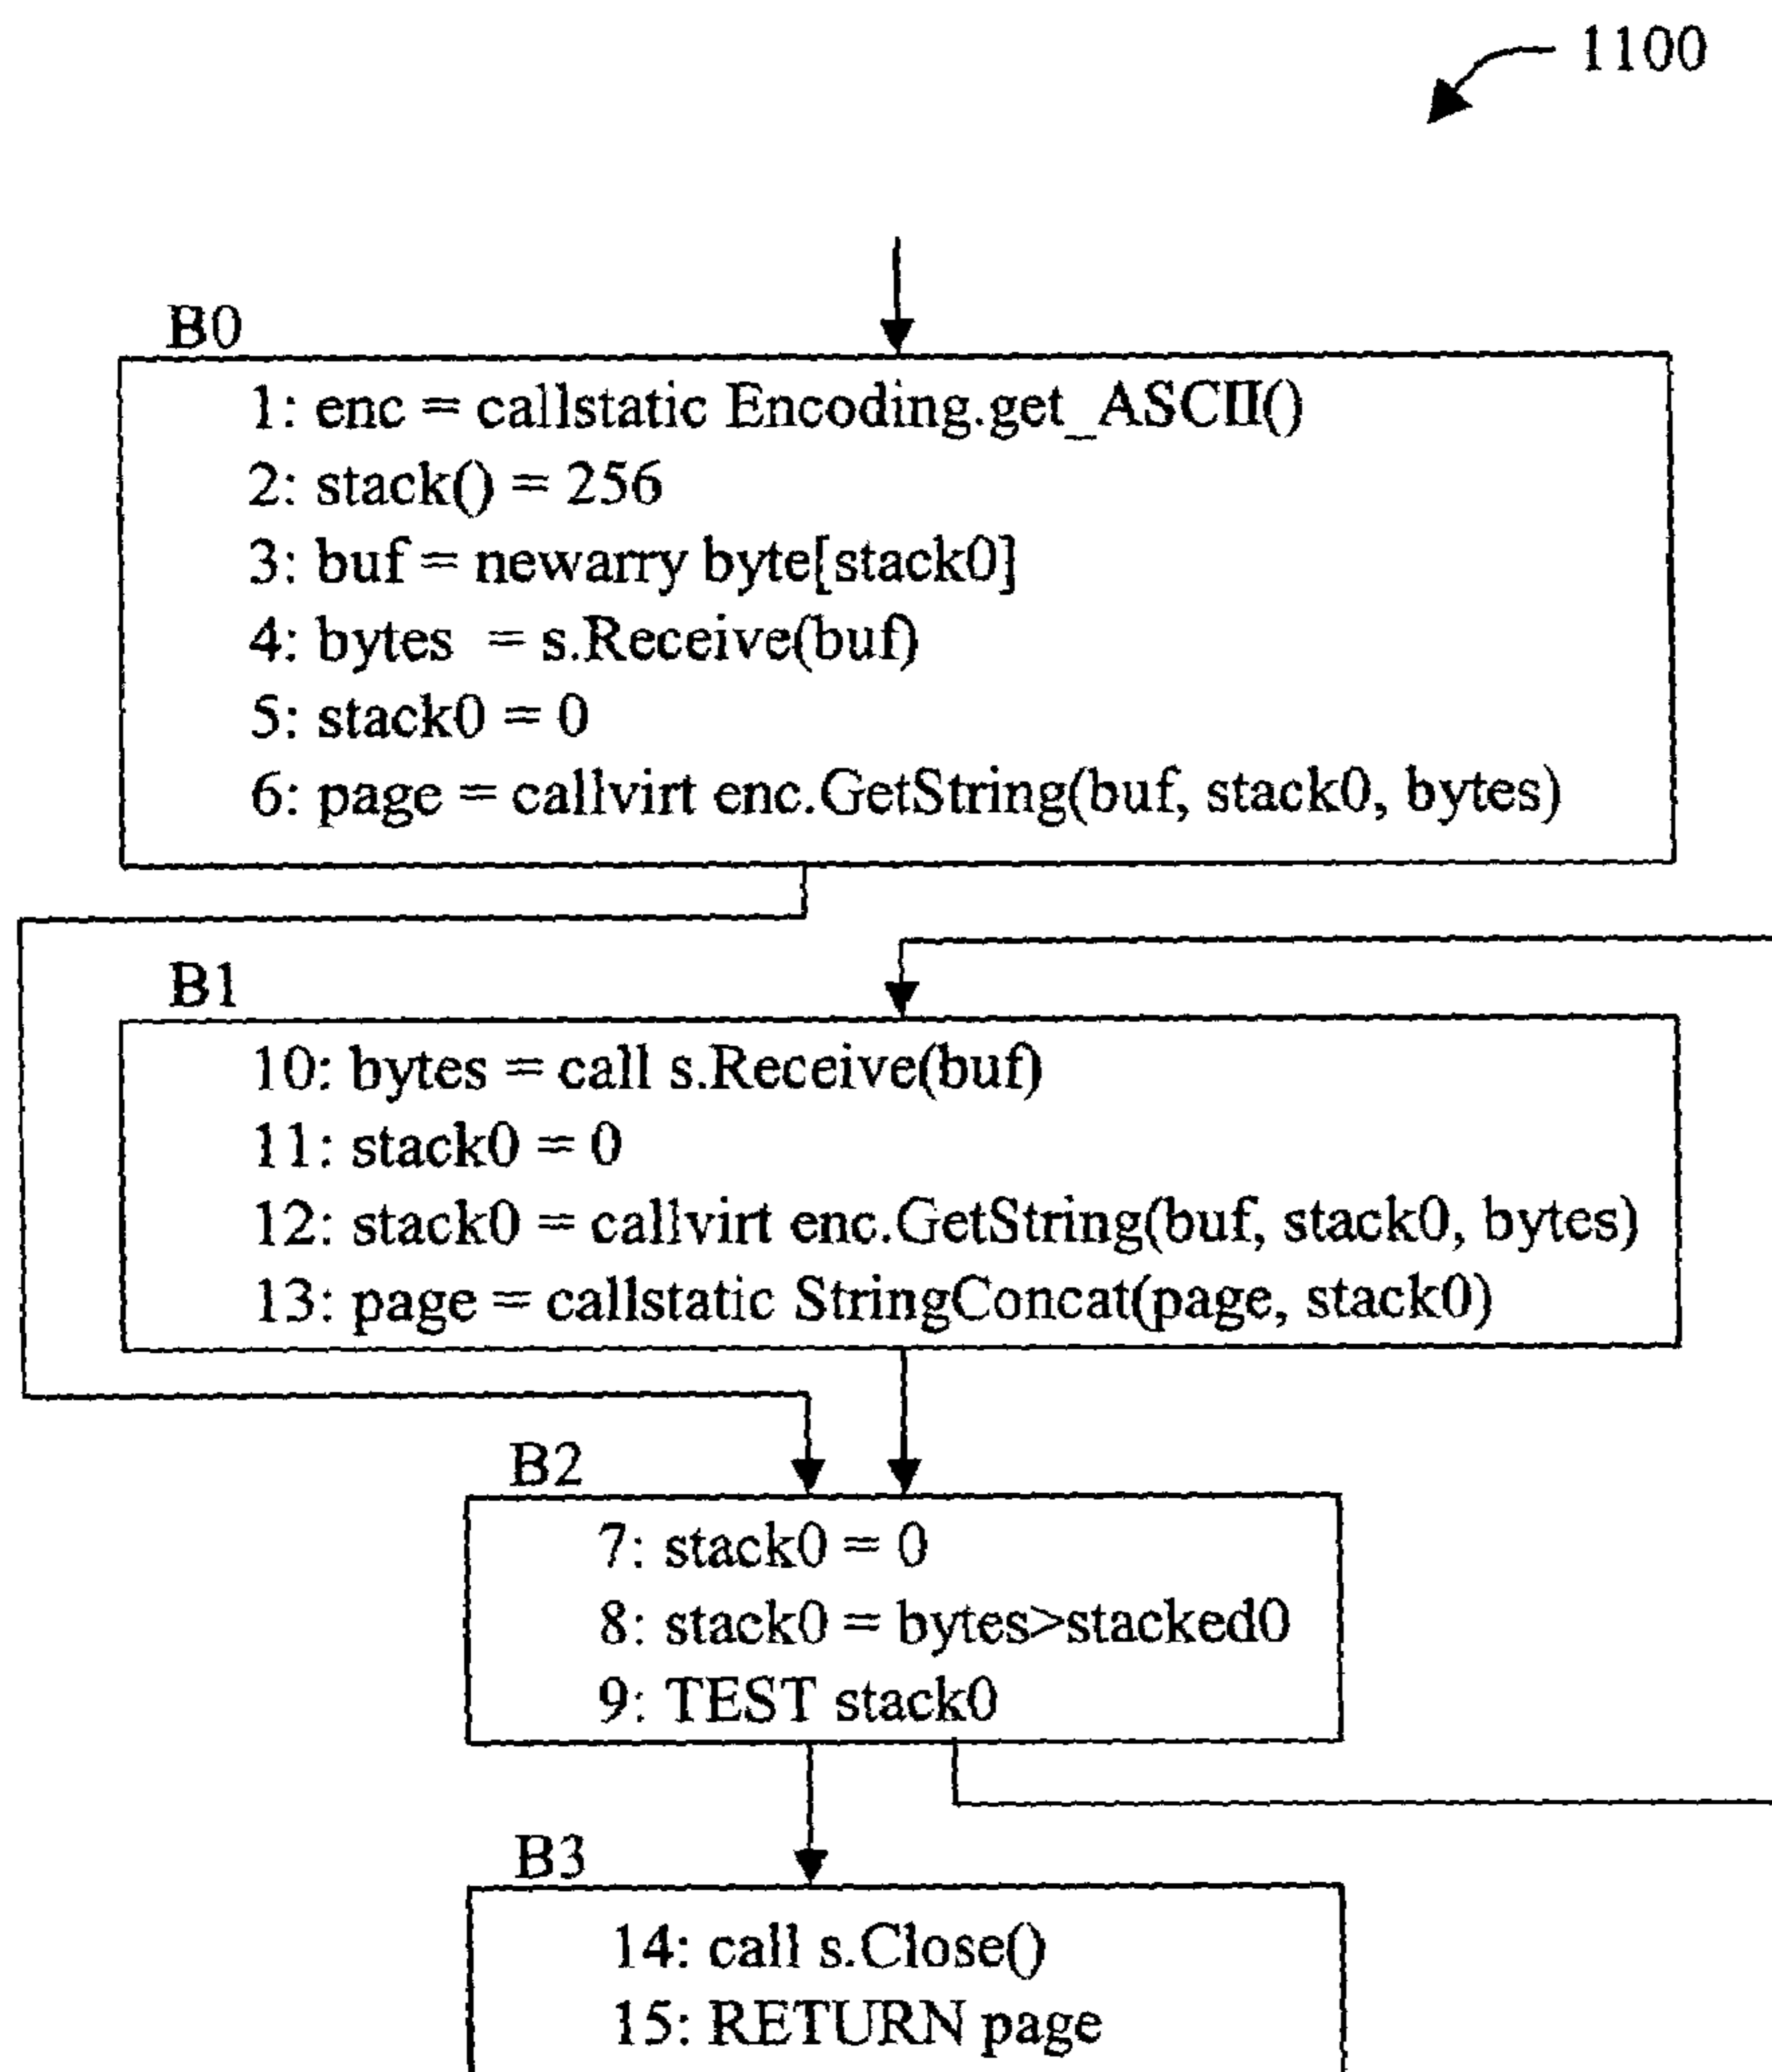 1100
B0
1: enc = callstatic Encoding.get_ASCII()
2: stack() = 256
3: buf = newarry byte[stack0]
4: bytes = s.Receive(buf)
5: stack0 = 0
6: page = callvirt enc.GetString(buf, stack0, bytes)
B1
10: bytes = call s.Receive(buf)
11: stack0 = 0
12: stack0 = callvirt enc.GetString(buf, stack0, bytes)
13: page = callstatic StringConcat(page, stack0)
B2
7: stack0 = 0
8: stack0 = bytes>stacked0
9: TEST stack0
B3
14: call s.Close()
15: RETURN page